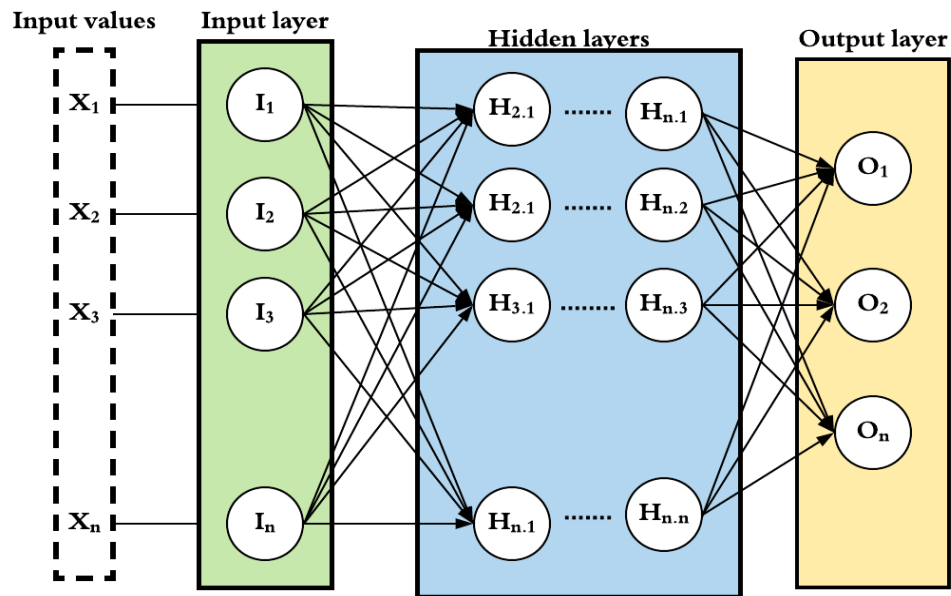 Input values
Input layer
Hidden layers
Output layer
X₁
I₁
H₂.₁
.......
Hₙ.₁
O₁
X₂
I₂
H₂.₁
.......
Hₙ.₂
X₃
I₃
H₃.₁
.......
Hₙ.₃
O₂
Oₙ
Xₙ
Iₙ
Hₙ.₁
.......
Hₙ.ₙ